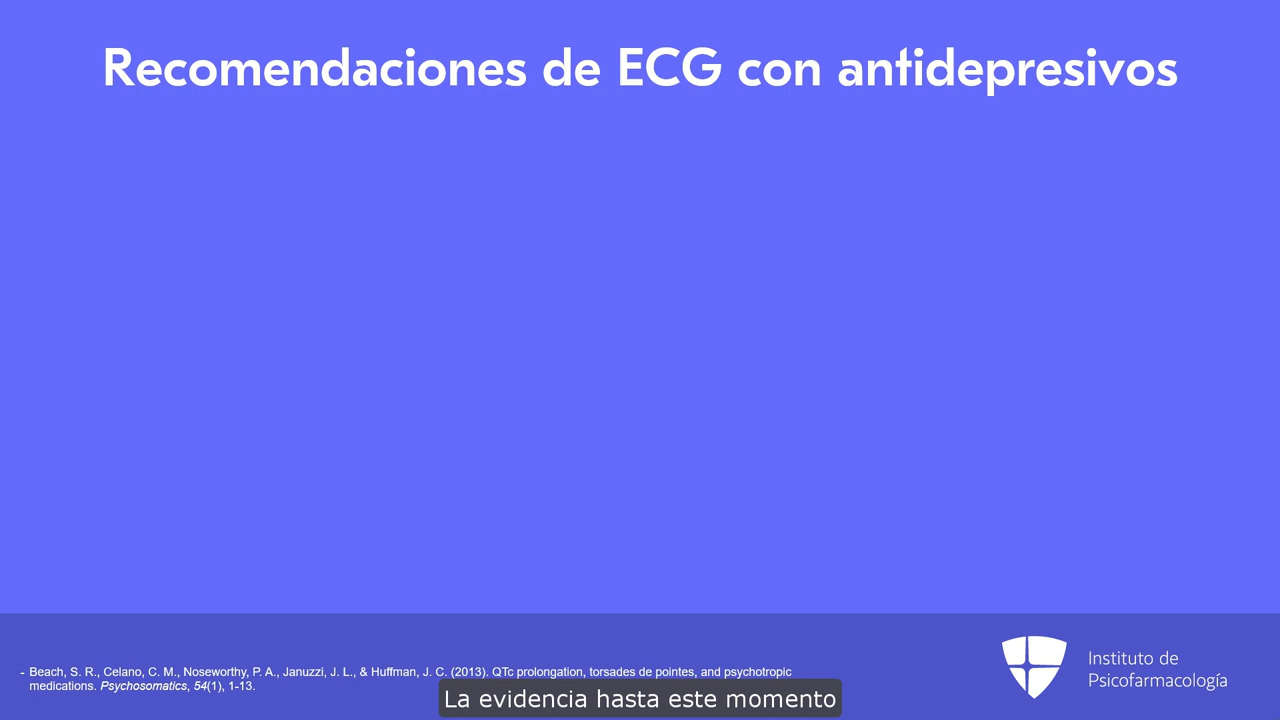 Recomendaciones de ECG con antidepresivos
- Beach, S. R., Celano, C. M., Noseworthy, P. A., Januzzi, J. L., & Huffman, J. C. (2013). QTc prolongation, torsades de pointes, and psychotropic
medications. Psychosomatics, 54(1), 1-13.
La evidencia hasta este momento
Instituto de
Psicofarmacología